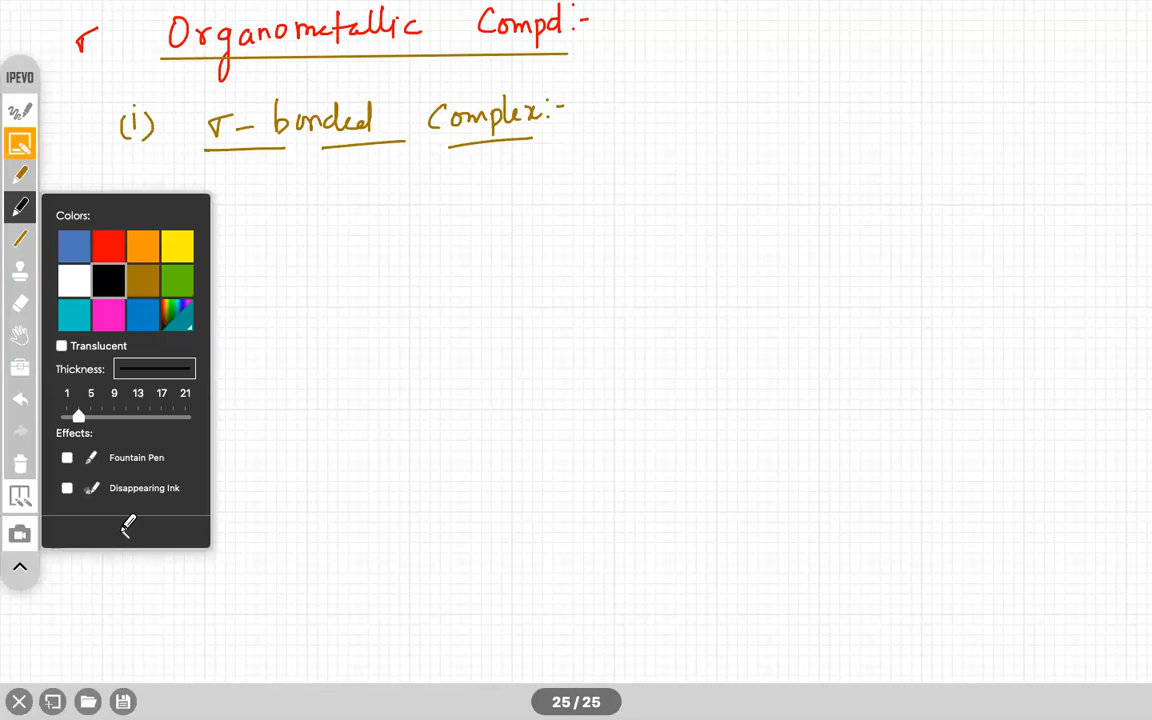 σ Organometallic Compd:-
(i) σ- bonded Complex:-
IPEVO
Colors:
Translucent
Thickness:
1 5 9 13 17 21
Effects:
Fountain Pen
Disappearing Ink
25 / 25